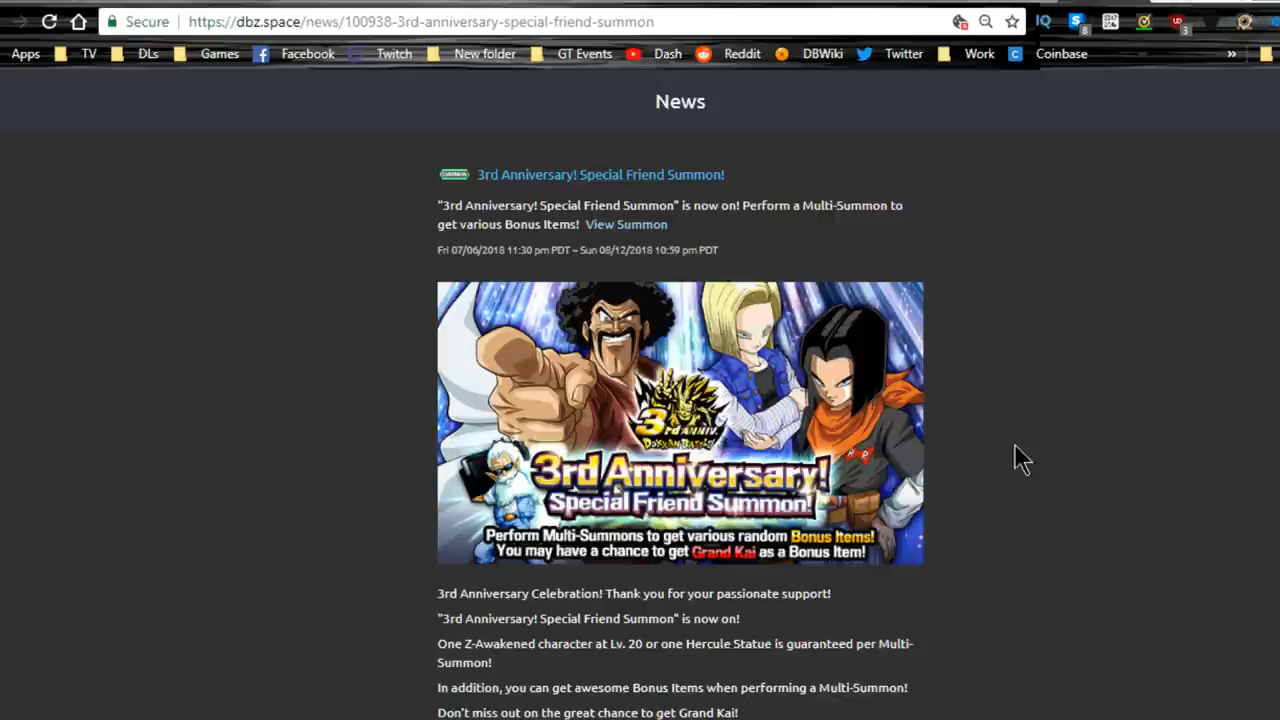 Secure
https://dbz.space/news/100938-3rd-anniversary-special-friend-summon
IQ
8
3
Apps TV DLs Games Facebook Twitch New folder GT Events Dash Reddit DBWiki Twitter Work C Coinbase »
News
3rd Anniversary! Special Friend Summon!
"3rd Anniversary! Special Friend Summon" is now on! Perform a Multi-Summon to
get various Bonus Items! View Summon
Fri 07/06/2018 11:30 pm PDT ~ Sun 08/12/2018 10:59 pm PDT
3rd ANNIV.
DOKKAN BATTLE
3rd Anniversary!
Special Friend Summon!
Perform Multi-Summons to get various random Bonus Items!
You may have a chance to get Grand Kai as a Bonus Item!
3rd Anniversary Celebration! Thank you for your passionate support!
"3rd Anniversary! Special Friend Summon" is now on!
One Z-Awakened character at Lv. 20 or one Hercule Statue is guaranteed per Multi-
Summon!
In addition, you can get awesome Bonus Items when performing a Multi-Summon!
Don't miss out on the great chance to get Grand Kai!